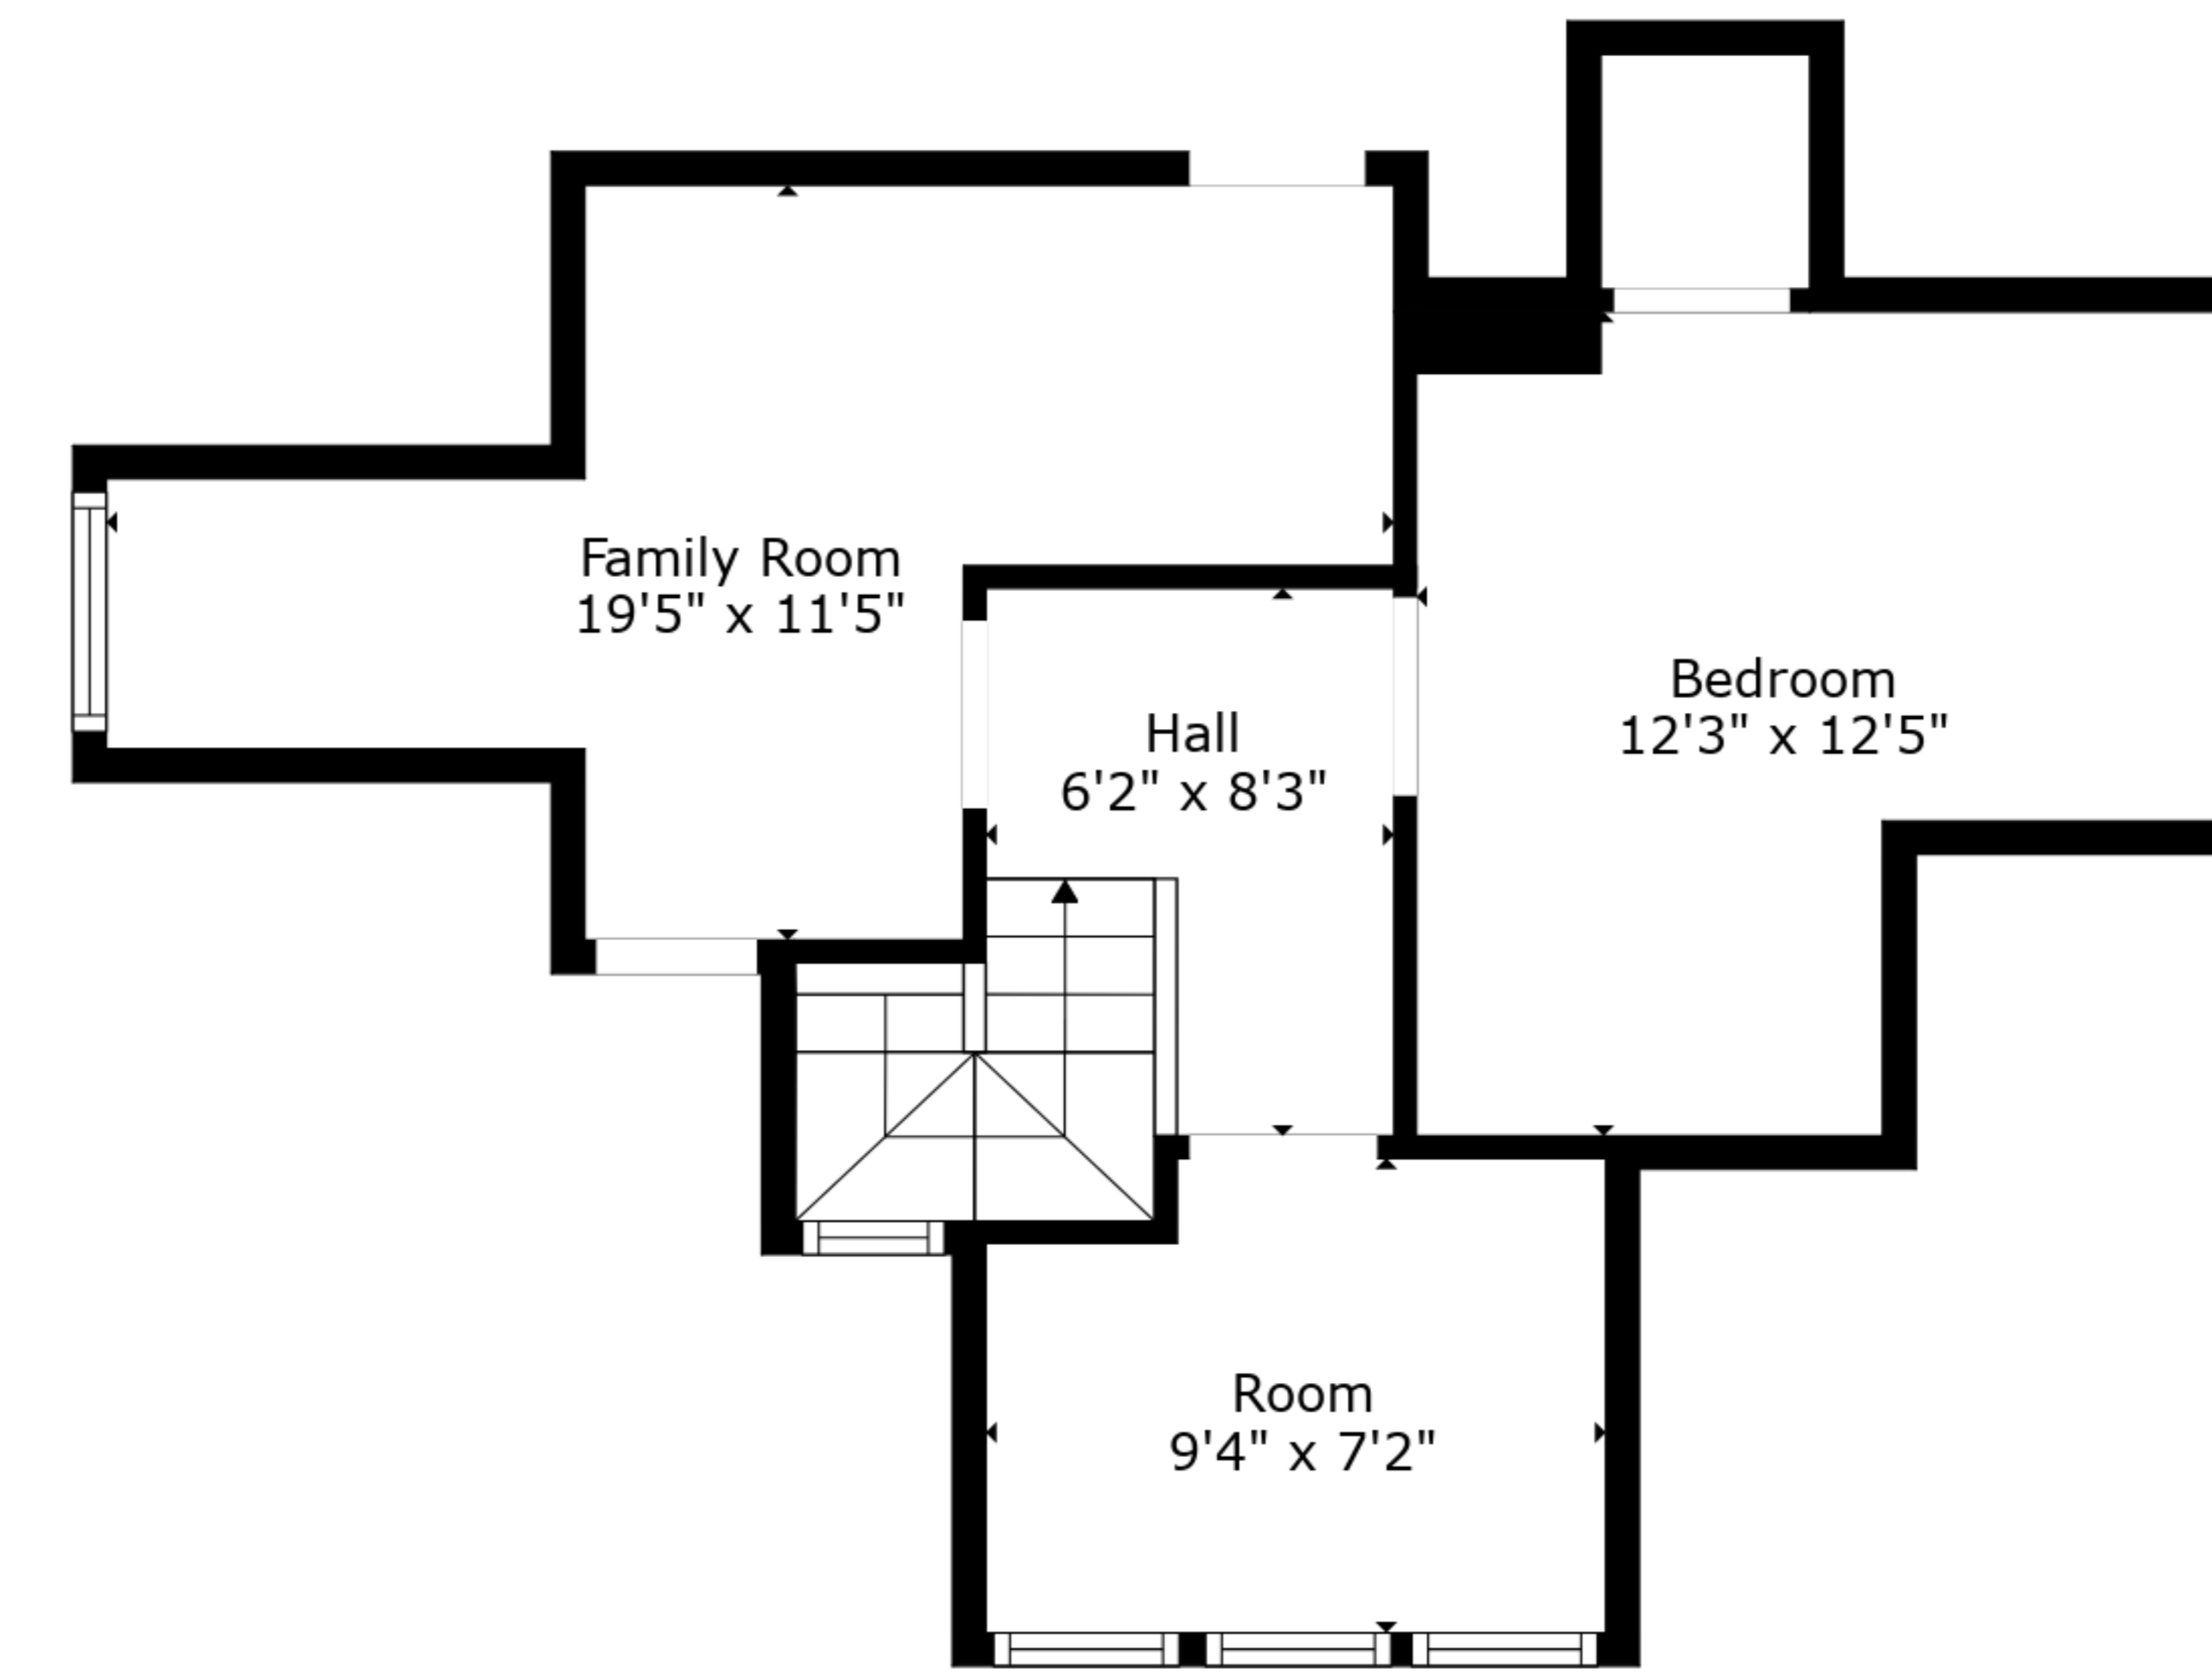 Family Room
19'5" x 11'5"
Hall
6'2" x 8'3"
Bedroom
12'3" x 12'5"
Room
9'4" x 7'2"